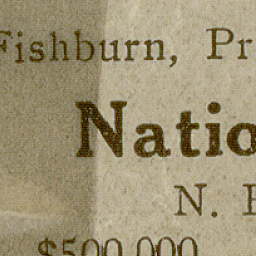 Fishburn, Pr
Natio
N.
$500,000